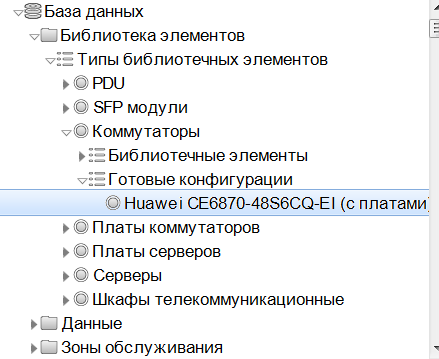 База данных
Библиотека элементов
Типы библиотечных элементов
PDU
SFP модули
Коммутаторы
Библиотечные элементы
Готовые конфигурации
Huawei CE6870-48S6CQ-EI (с платами)
Платы коммутаторов
Платы серверов
Серверы
Шкафы телекоммуникационные
Данные
Зоны обслуживания